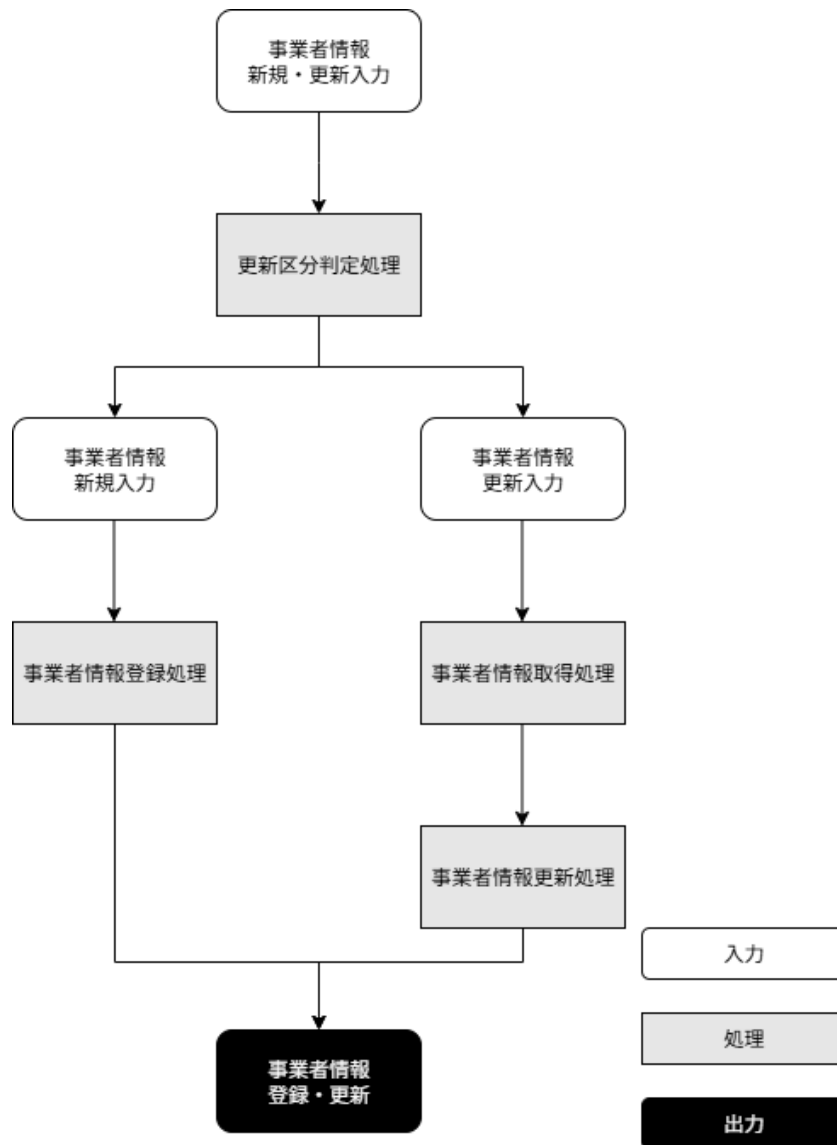 事業者情報
新規・更新入力
更新区分判定処理
事業者情報
新規入力
事業者情報
更新入力
事業者情報登録処理
事業者情報取得処理
事業者情報更新処理
事業者情報
登録・更新
入力
処理
出力